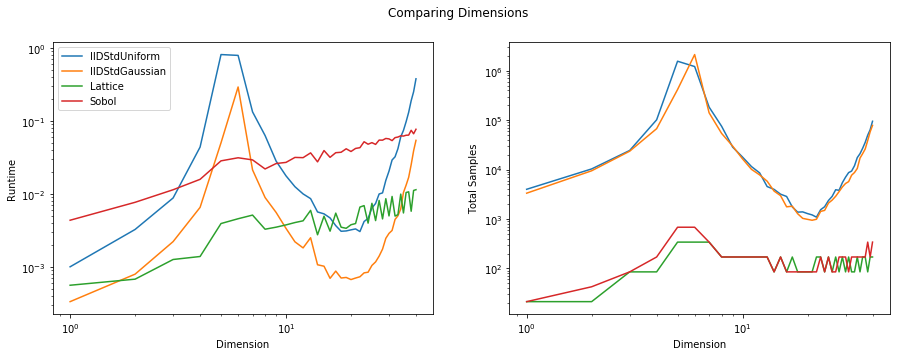 Comparing Dimensions
IIDStdUniform
IIDStdGaussian
Lattice
Sobol
Runtime
10⁰
10⁻¹
10⁻²
10⁻³
10⁰
10¹
Dimension
Total Samples
10⁶
10⁵
10⁴
10³
10²
10⁰
10¹
Dimension